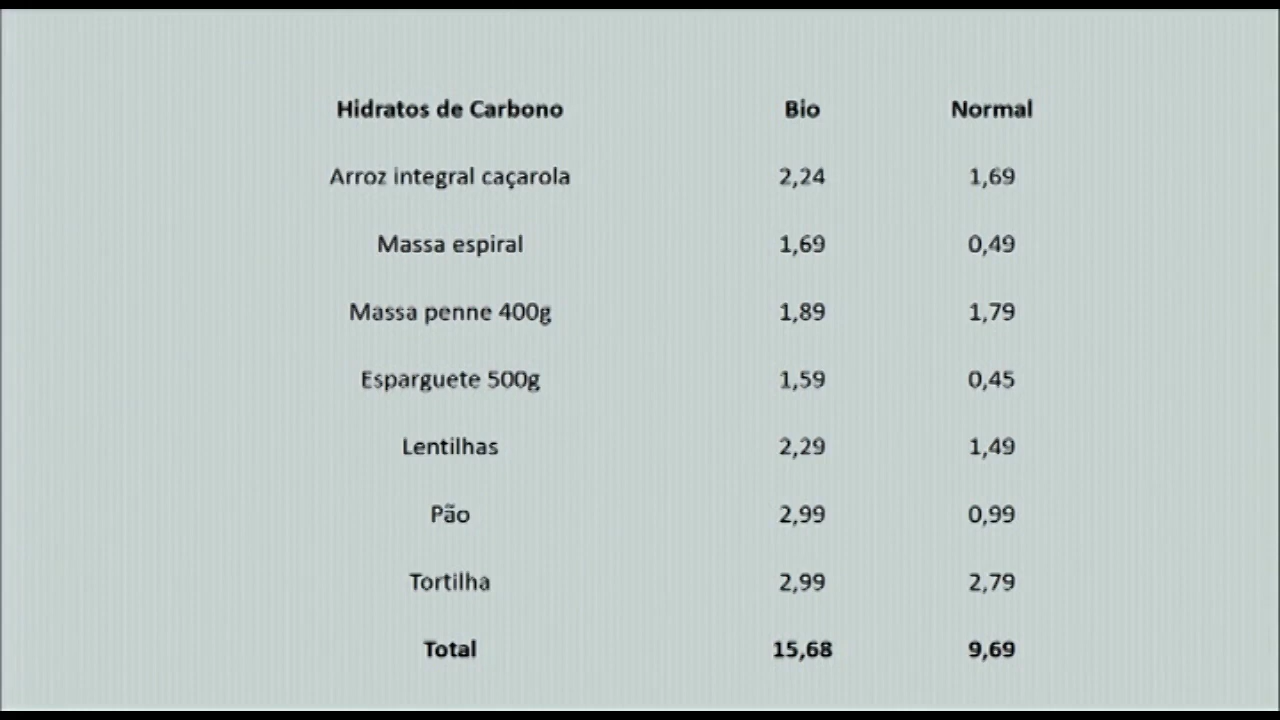 Hidratos de Carbono Bio Normal
Arroz integral caçarola 2,24 1,69
Massa espiral 1,69 0,49
Massa penne 400g 1,89 1,79
Esparguete 500g 1,59 0,45
Lentilhas 2,29 1,49
Pão 2,99 0,99
Tortilha 2,99 2,79
Total 15,68 9,69